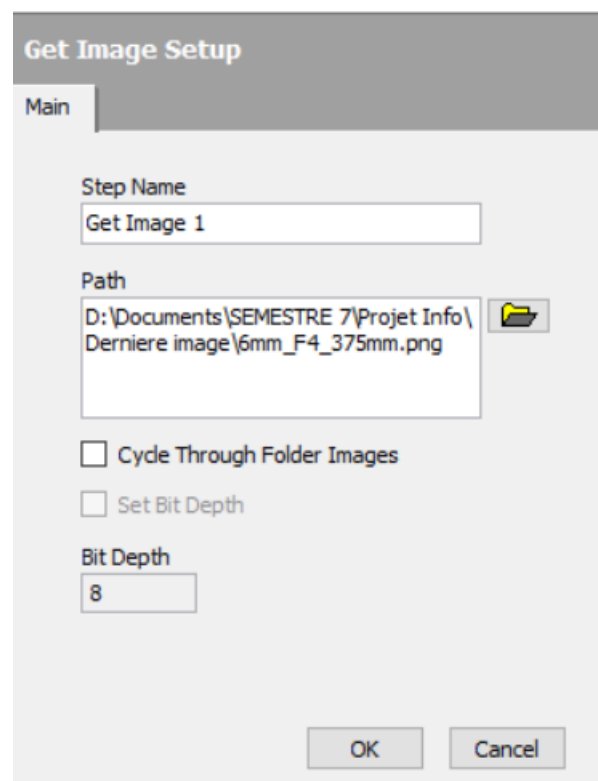 Get Image Setup
Main
Step Name
Get Image 1
Path
D:\Documents\SEMESTRE 7\Projet Info\
Derniere image\6mm_F4_375mm.png
Cycle Through Folder Images
Set Bit Depth
Bit Depth
8
OK Cancel